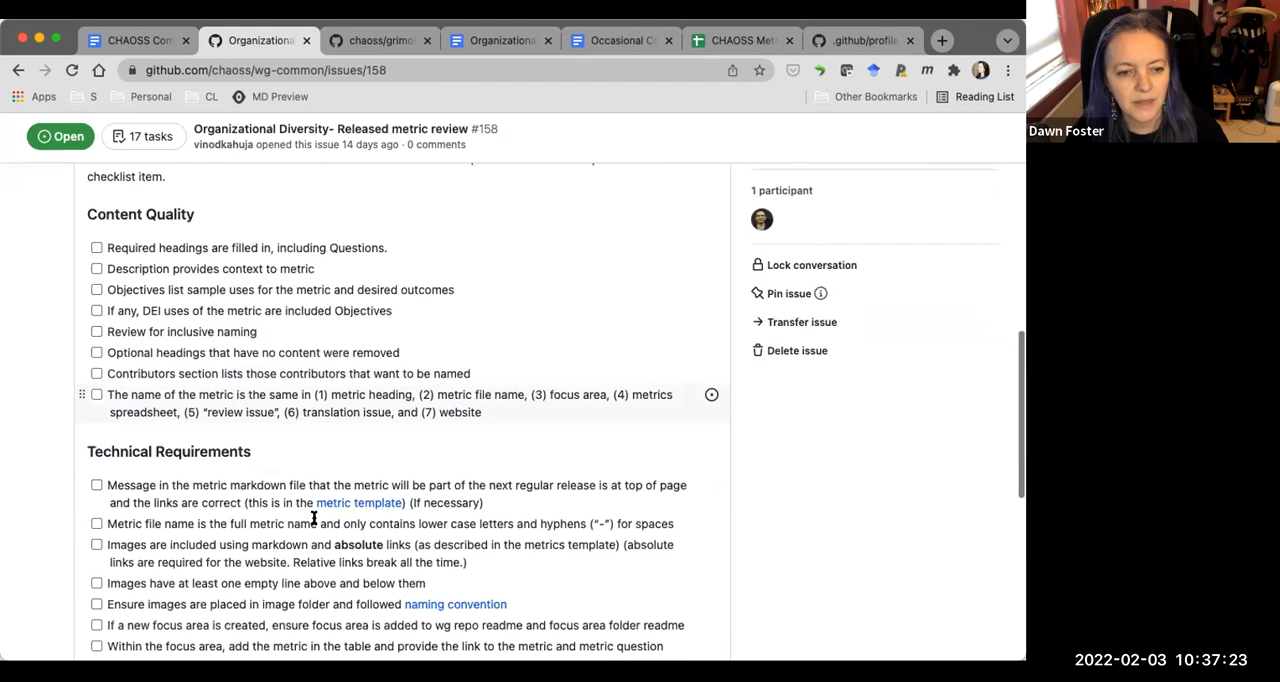 CHAOSS Com
Organizationa
chaoss/grimo
Organizationa
Occasional C
CHAOSS Met
.github/profile
github.com/chaoss/wg-common/issues/158
Apps
S
Personal
CL
MD Preview
Other Bookmarks
Reading List
Dawn Foster
Open
17 tasks
Organizational Diversity- Released metric review #158
vinodkahuja opened this issue 14 days ago · 0 comments
checklist item.
Content Quality
Required headings are filled in, including Questions.
Description provides context to metric
Objectives list sample uses for the metric and desired outcomes
If any, DEI uses of the metric are included Objectives
Review for inclusive naming
Optional headings that have no content were removed
Contributors section lists those contributors that want to be named
The name of the metric is the same in (1) metric heading, (2) metric file name, (3) focus area, (4) metrics
spreadsheet, (5) “review issue”, (6) translation issue, and (7) website
Technical Requirements
Message in the metric markdown file that the metric will be part of the next regular release is at top of page
and the links are correct (this is in the metric template) (If necessary)
Metric file name is the full metric name and only contains lower case letters and hyphens (“-”) for spaces
Images are included using markdown and absolute links (as described in the metrics template) (absolute
links are required for the website. Relative links break all the time.)
Images have at least one empty line above and below them
Ensure images are placed in image folder and followed naming convention
If a new focus area is created, ensure focus area is added to wg repo readme and focus area folder readme
Within the focus area, add the metric in the table and provide the link to the metric and metric question
1 participant
Lock conversation
Pin issue
Transfer issue
Delete issue
2022-02-03 10:37:23